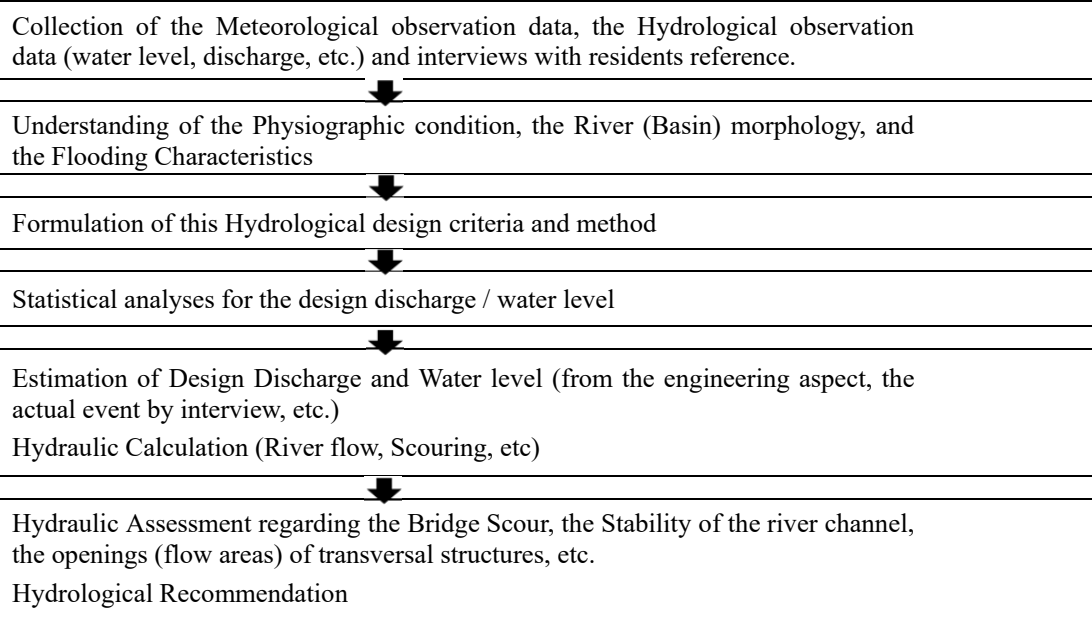 Collection of the Meteorological observation data, the Hydrological observation
data (water level, discharge, etc.) and interviews with residents reference.
Understanding of the Physiographic condition, the River (Basin) morphology, and
the Flooding Characteristics
Formulation of this Hydrological design criteria and method
Statistical analyses for the design discharge / water level
Estimation of Design Discharge and Water level (from the engineering aspect, the
actual event by interview, etc.)
Hydraulic Calculation (River flow, Scouring, etc)
Hydraulic Assessment regarding the Bridge Scour, the Stability of the river channel,
the openings (flow areas) of transversal structures, etc.
Hydrological Recommendation